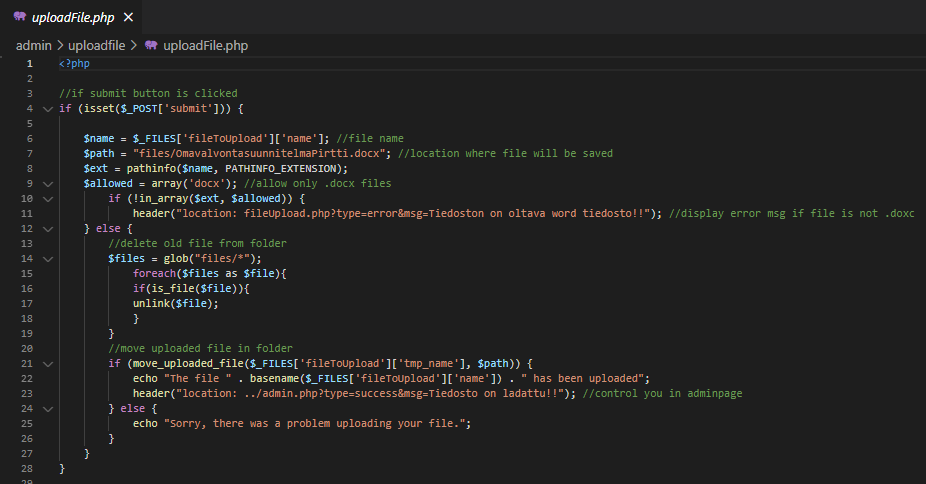 uploadFile.php ×
admin > uploadfile > uploadFile.php
1 <?php
2
3 //if submit button is clicked
4 if (isset($_POST['submit'])) {
5
6 $name = $_FILES['fileToUpload']['name']; //file name
7 $path = "files/OmavalvontasuunnitelmaPirtti.docx"; //location where file will be saved
8 $ext = pathinfo($name, PATHINFO_EXTENSION);
9 $allowed = array('docx'); //allow only .docx files
10 if (!in_array($ext, $allowed)) {
11 header("location: fileUpload.php?type=error&msg=Tiedoston on oltava word tiedosto!!"); //display error msg if file is not .doxc
12 } else {
13 //delete old file from folder
14 $files = glob("files/*");
15 foreach($files as $file){
16 if(is_file($file)){
17 unlink($file);
18 }
19 }
20 //move uploaded file in folder
21 if (move_uploaded_file($_FILES['fileToUpload']['tmp_name'], $path)) {
22 echo "The file " . basename($_FILES['fileToUpload']['name']) . " has been uploaded";
23 header("location: ../admin.php?type=success&msg=Tiedosto on ladattu!!"); //control you in adminpage
24 } else {
25 echo "Sorry, there was a problem uploading your file.";
26 }
27 }
28 }
29